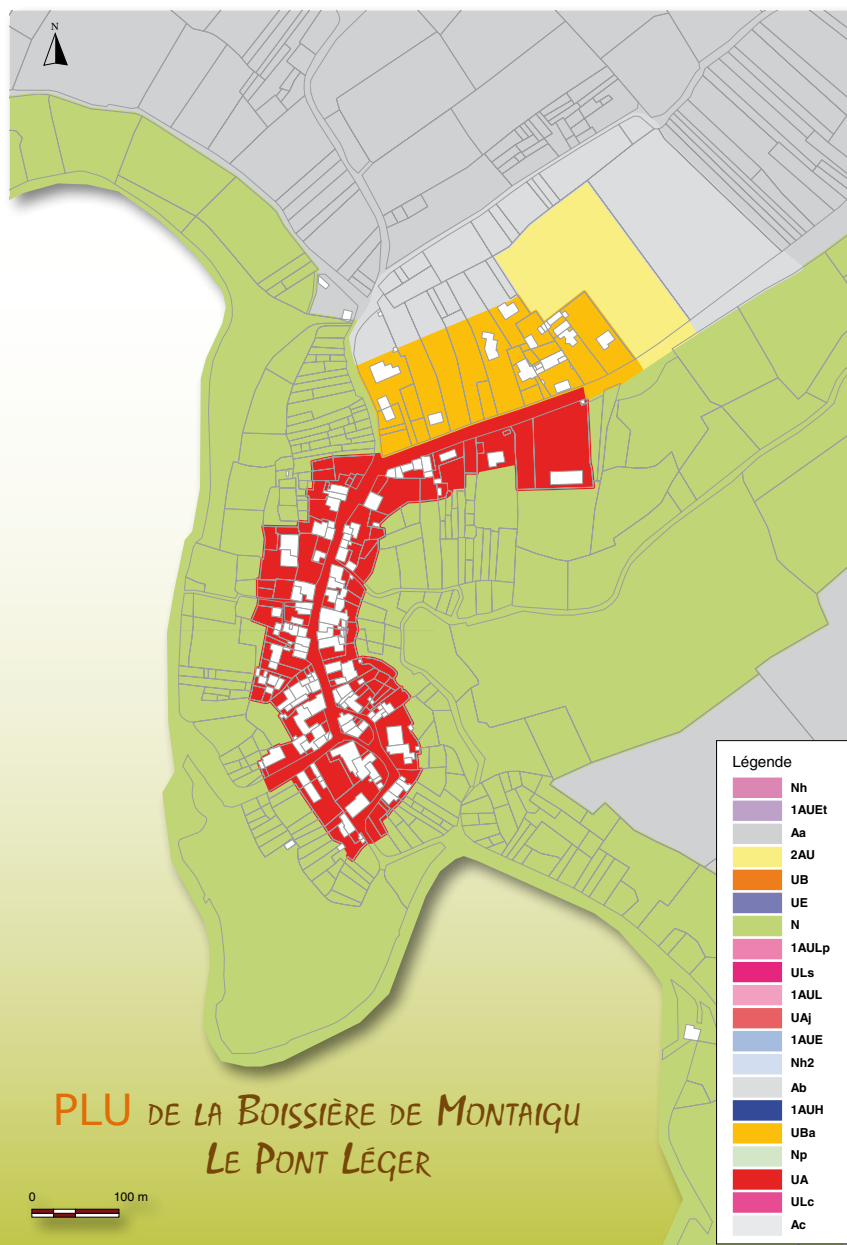 N
Légende
Nh
1AUEt
Aa
2AU
UB
UE
N
1AULp
ULs
1AUL
UAj
1AUE
Nh2
Ab
1AUH
UBa
Np
UA
ULc
Ac
PLU DE LA BOISSIÈRE DE MONTAIGU
LE PONT LÉGER
0 100 m